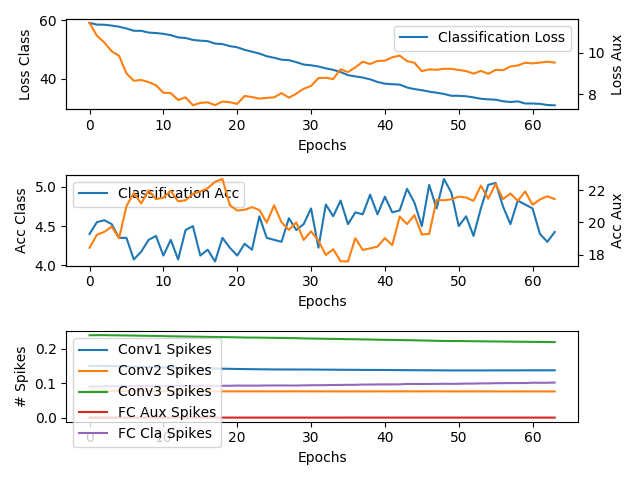 60
40
Loss Class
Classification Loss
10
8
Loss Aux
0 10 20 30 40 50 60
Epochs
5.0
4.5
4.0
Acc Class
Classification Acc
22
20
18
Acc Aux
0 10 20 30 40 50 60
Epochs
0.2
0.1
0.0
# Spikes
Conv1 Spikes
Conv2 Spikes
Conv3 Spikes
FC Aux Spikes
FC Cla Spikes
0 10 20 30 40 50 60
Epochs